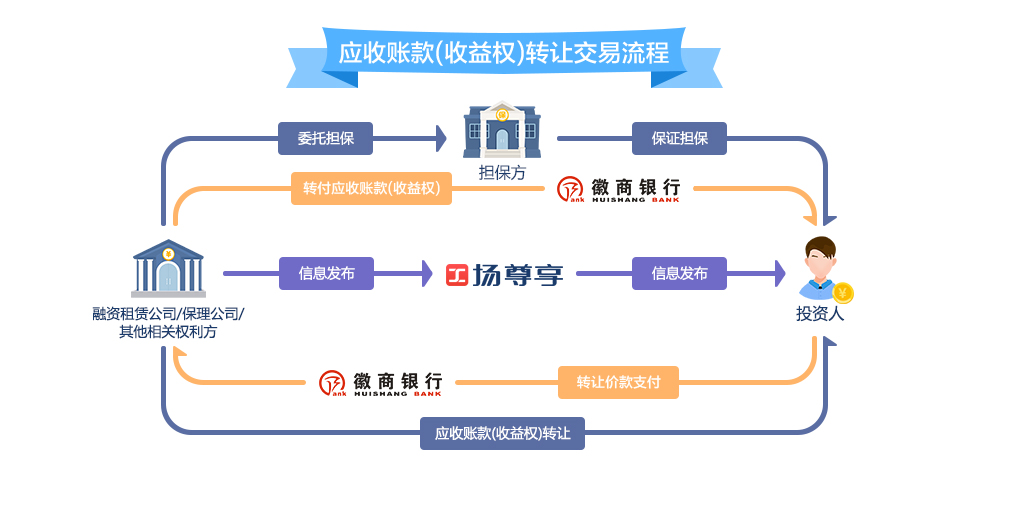 应收账款(收益权)转让交易流程
委托担保
保
保证担保
担保方
转付应收账款(收益权)
徽商银行
ank HUISHANG BANK
¥
信息发布
扬尊享
信息发布
¥
融资租赁公司/保理公司/
其他相关权利方
投资人
徽商银行
ank HUISHANG BANK
转让价款支付
应收账款(收益权)转让